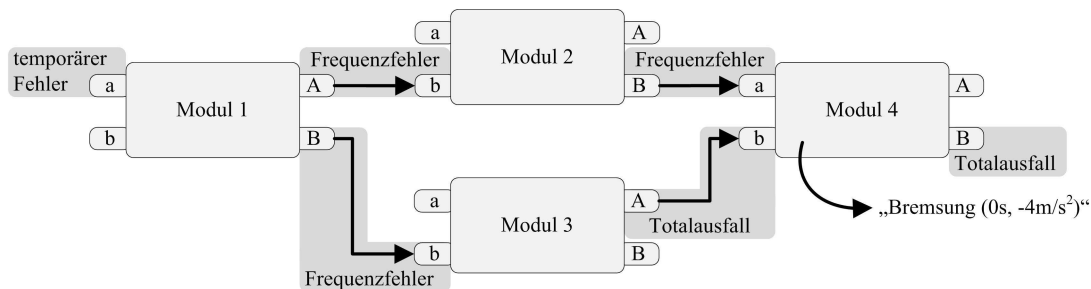 temporärer
Fehler
a
b
Modul 1
A
B
Frequenzfehler
Frequenzfehler
a
b
Modul 2
A
B
Frequenzfehler
a
b
Modul 3
A
B
Totalausfall
a
b
Modul 4
A
B
Totalausfall
„Bremsung (0s, -4m/s²)“